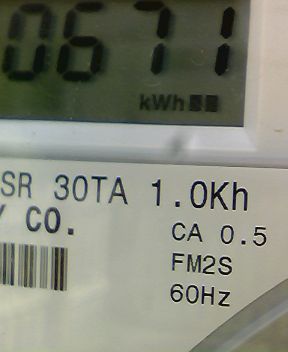 0671
kWh
SR 30TA 1.0Kh
Y CO.
CA 0.5
FM2S
60Hz